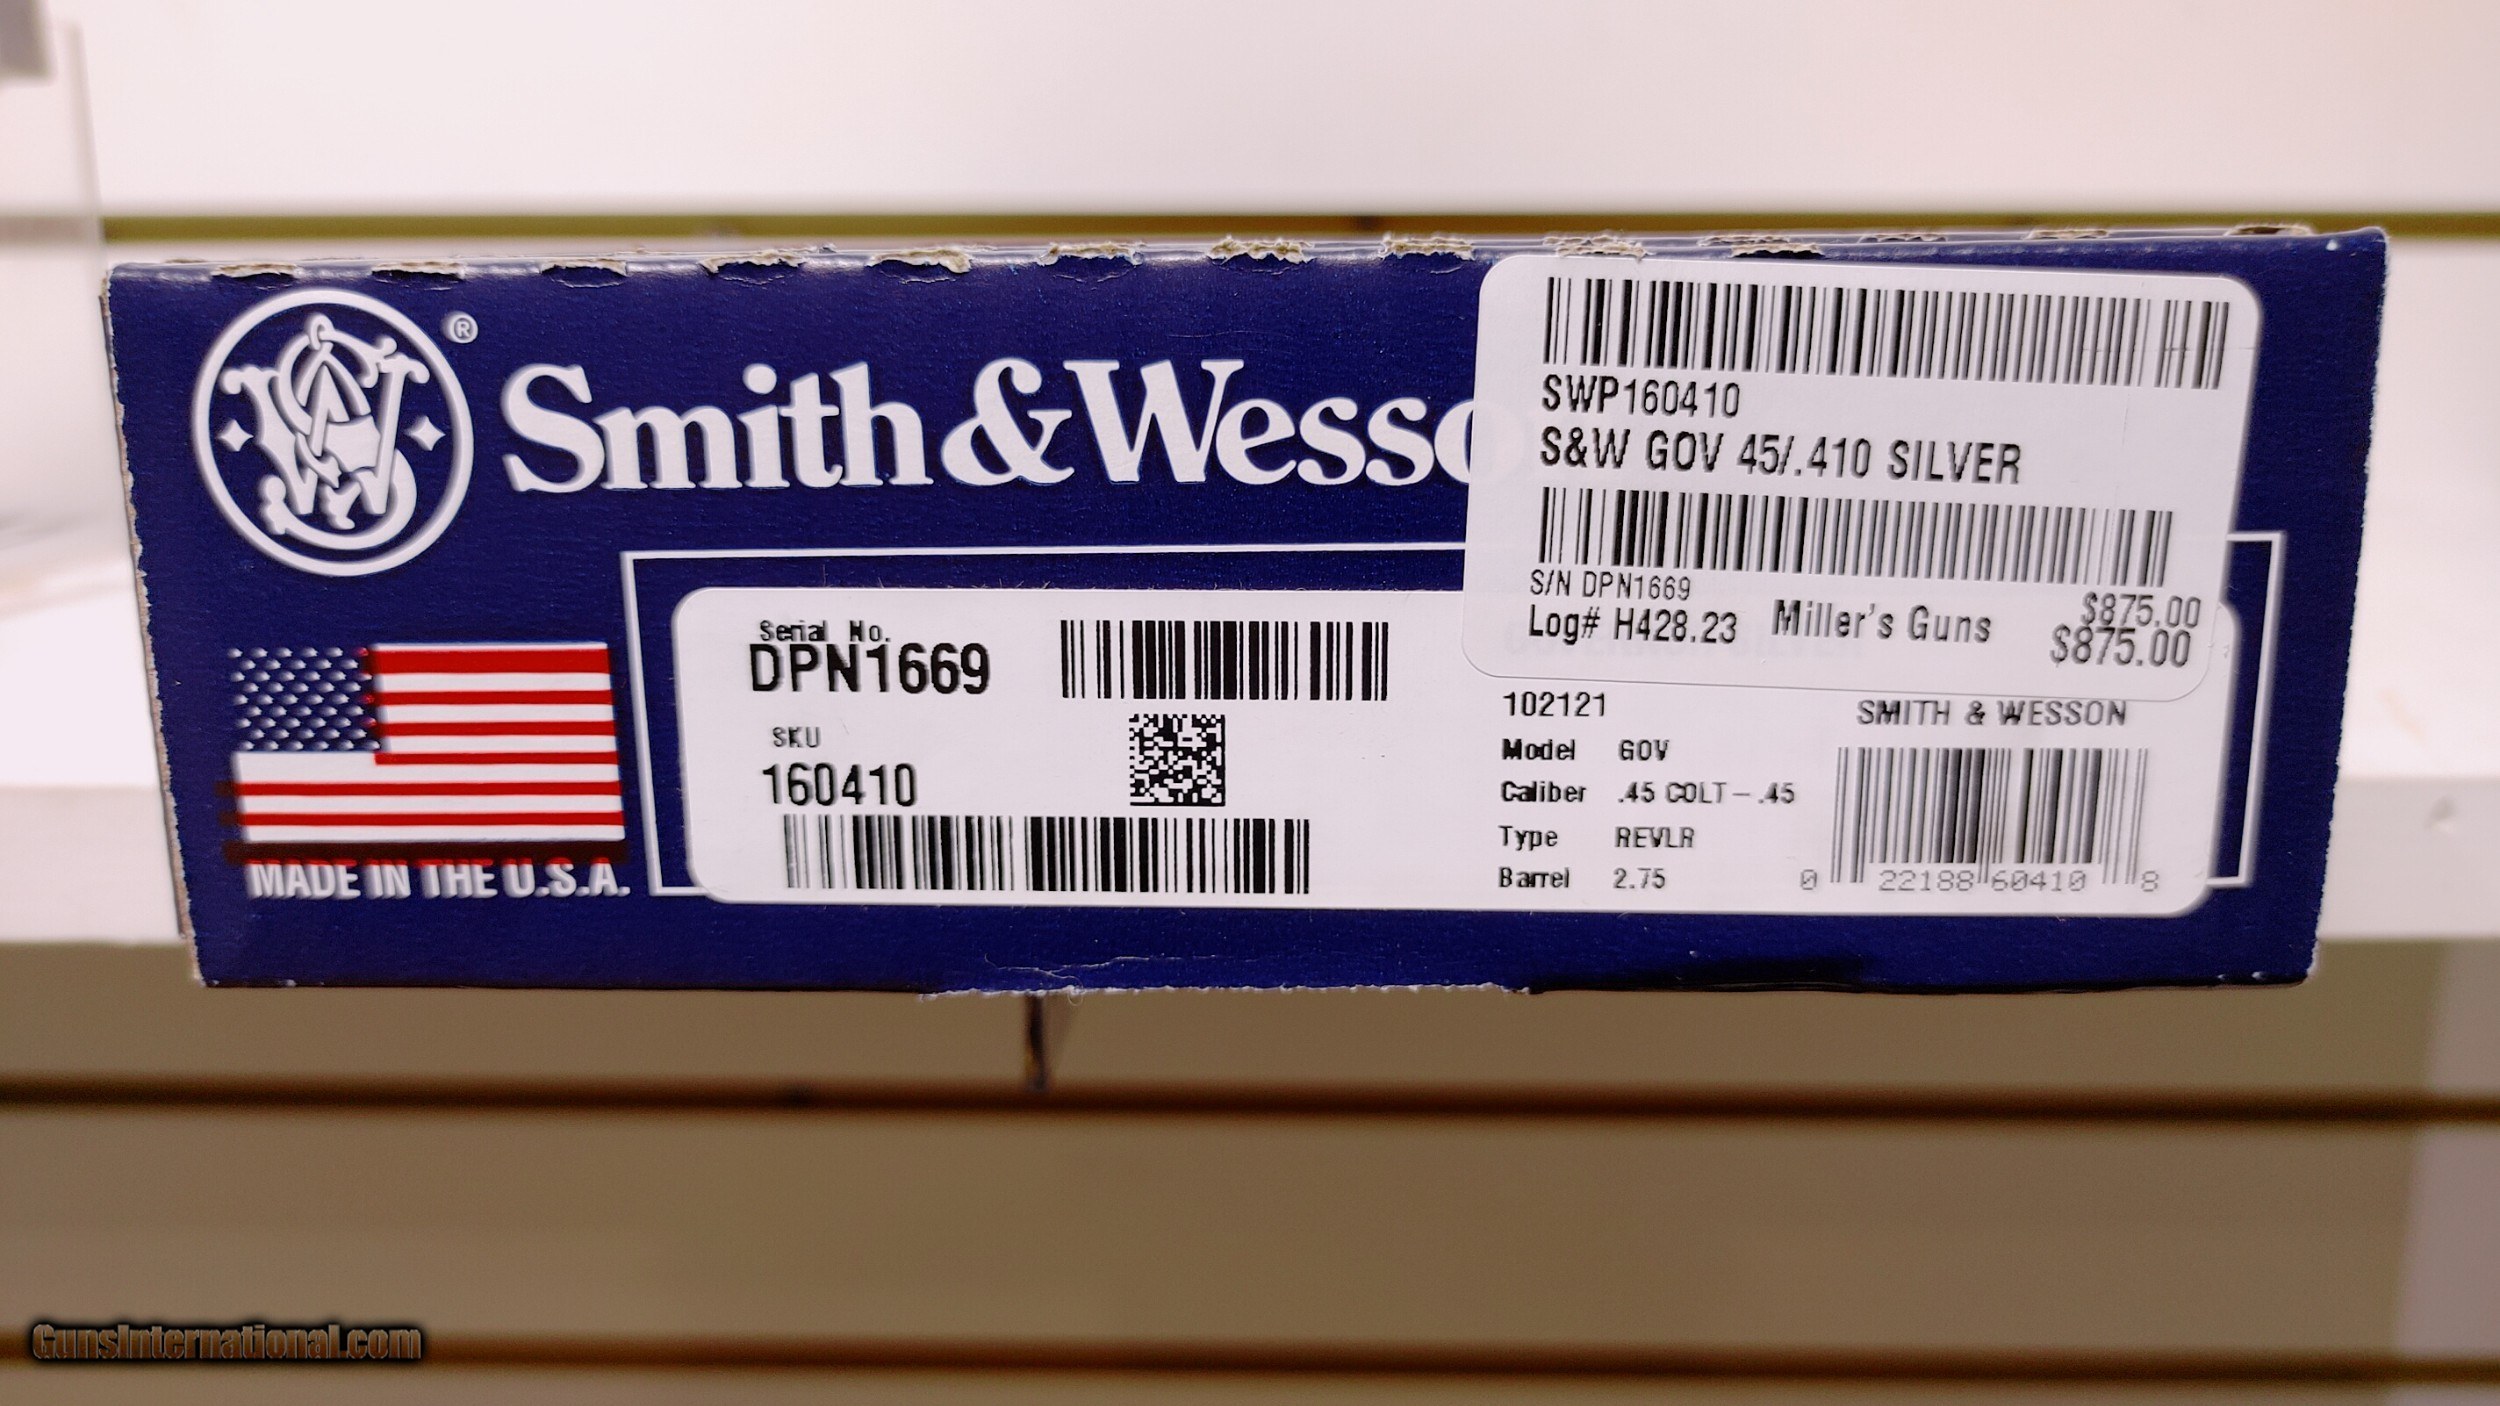 ®
Smith & Wesso
SWP160410
S&W GOV 45/.410 SILVER
S/N DPN1669
Log# H428.23 Miller's Guns
$875.00
$875.00
Serial No.
DPN1669
SKU
160410
102121
Model GOV
Caliber .45 COLT - .45
Type REVLR
Barrel 2.75
SMITH & WESSON
0 22188 60410 8
MADE IN THE U.S.A.
GunsInternational.com